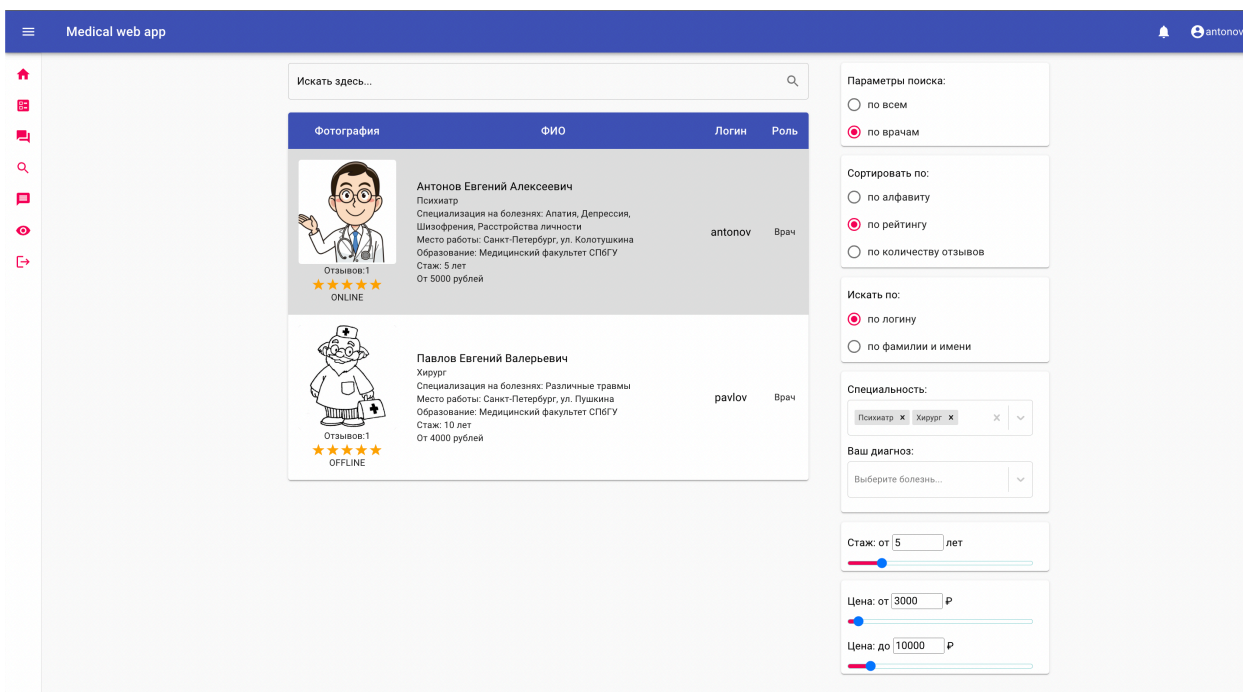 Medical web app
antonov
Искать здесь...
Фотография ФИО Логин Роль
Антонов Евгений Алексеевич
Психиатр
Специализация на болезнях: Апатия, Депрессия,
Шизофрения, Расстройства личности
Место работы: Санкт-Петербург, ул. Колотушкина
Образование: Медицинский факультет СПбГУ
Стаж: 5 лет
От 5000 рублей
antonov
Врач
Отзывов:1
ONLINE
Павлов Евгений Валерьевич
Хирург
Специализация на болезнях: Различные травмы
Место работы: Санкт-Петербург, ул. Пушкина
Образование: Медицинский факультет СПбГУ
Стаж: 10 лет
От 4000 рублей
pavlov
Врач
Отзывов:1
OFFLINE
Параметры поиска:
по всем
по врачам
Сортировать по:
по алфавиту
по рейтингу
по количеству отзывов
Искать по:
по логину
по фамилии и имени
Специальность:
Психиатр × Хирург ×
Ваш диагноз:
Выберите болезнь...
Стаж: от 5 лет
Цена: от 3000 ₽
Цена: до 10000 ₽